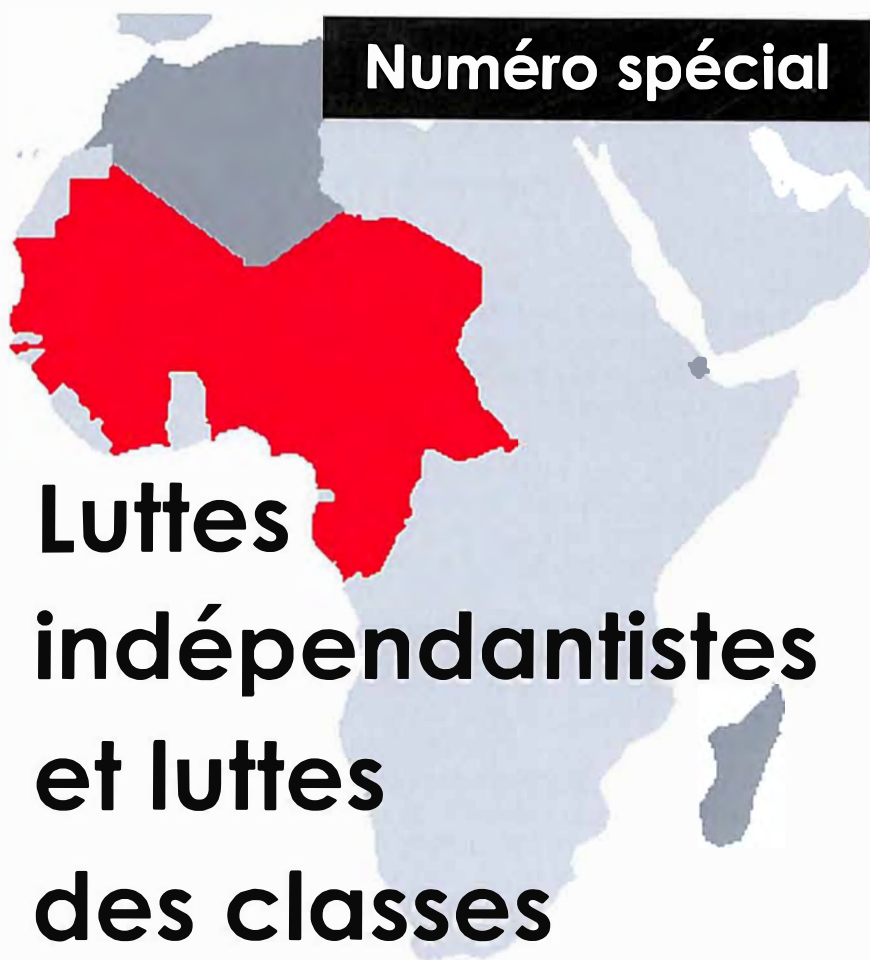 Numéro spécial
Luttes
indépendantistes
et luttes
des classes